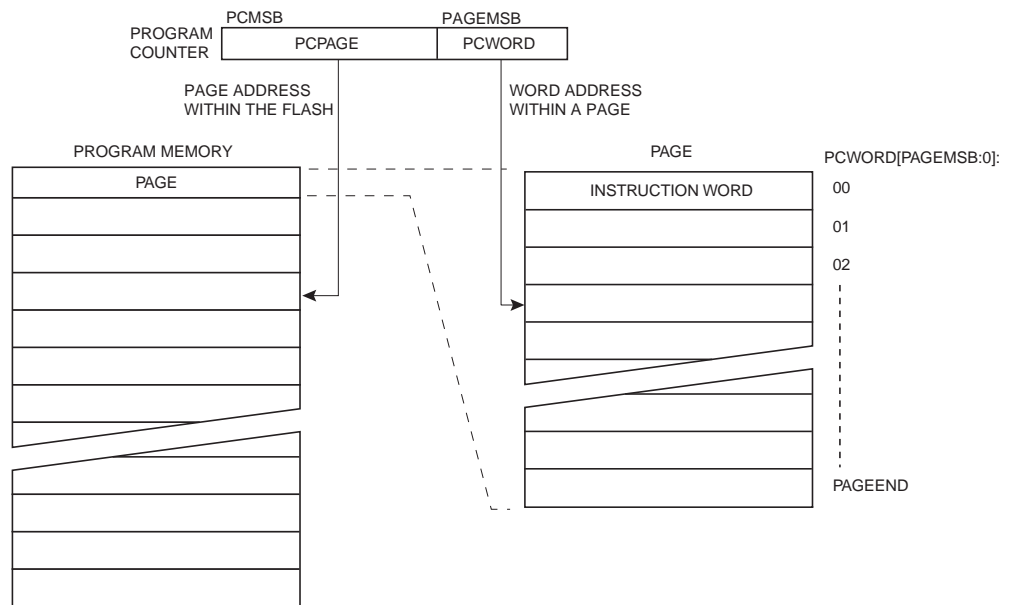 PCMSB
PAGEMSB
PROGRAM
COUNTER
PCPAGE
PCWORD
PAGE ADDRESS
WITHIN THE FLASH
WORD ADDRESS
WITHIN A PAGE
PROGRAM MEMORY
PAGE
PAGE
PCWORD[PAGEMSB:0]:
INSTRUCTION WORD
00
01
02
PAGEEND